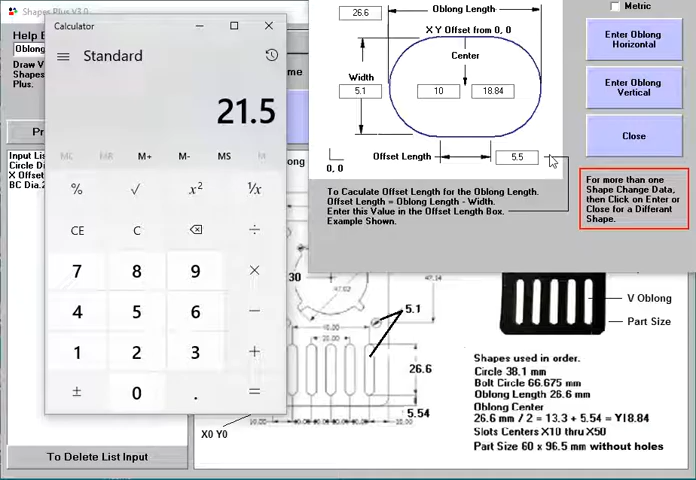 Shapes Plus V3.0
Help E
Oblong
Draw V
Shapes
Plus.
me
Pr
Input Lis
Circle Di
X Offset
BC Dia.2
To Delete List Input
Calculator
Standard
21.5
MC MR M+ M- MS M
% √ x² ¹/x
CE C ÷
7 8 9 ×
4 5 6 −
1 2 3 +
± 0 . =
26.6
Oblong Length
X Y Offset from 0, 0
Center
Width
5.1
10
18.84
Offset Length
5.5
0, 0
To Caculate Offset Length for the Oblong Length.
Offset Length = Oblong Length - Width.
Enter this Value in the Offset Length Box.
Example Shown.
Metric
Enter Oblong
Horizontal
Enter Oblong
Vertical
Close
For more than one
Shape Change Data,
then Click on Enter or
Close for a Differant
Shape.
30
5.1
20.00
26.6
5.54
X0 Y0
V Oblong
Part Size
Shapes used in order.
Circle 38.1 mm
Bolt Circle 66.675 mm
Oblong Length 26.6 mm
Oblong Center
26.6 mm / 2 = 13.3 + 5.54 = Y18.84
Slots Centers X10 thru X50
Part Size 60 x 96.5 mm without holes